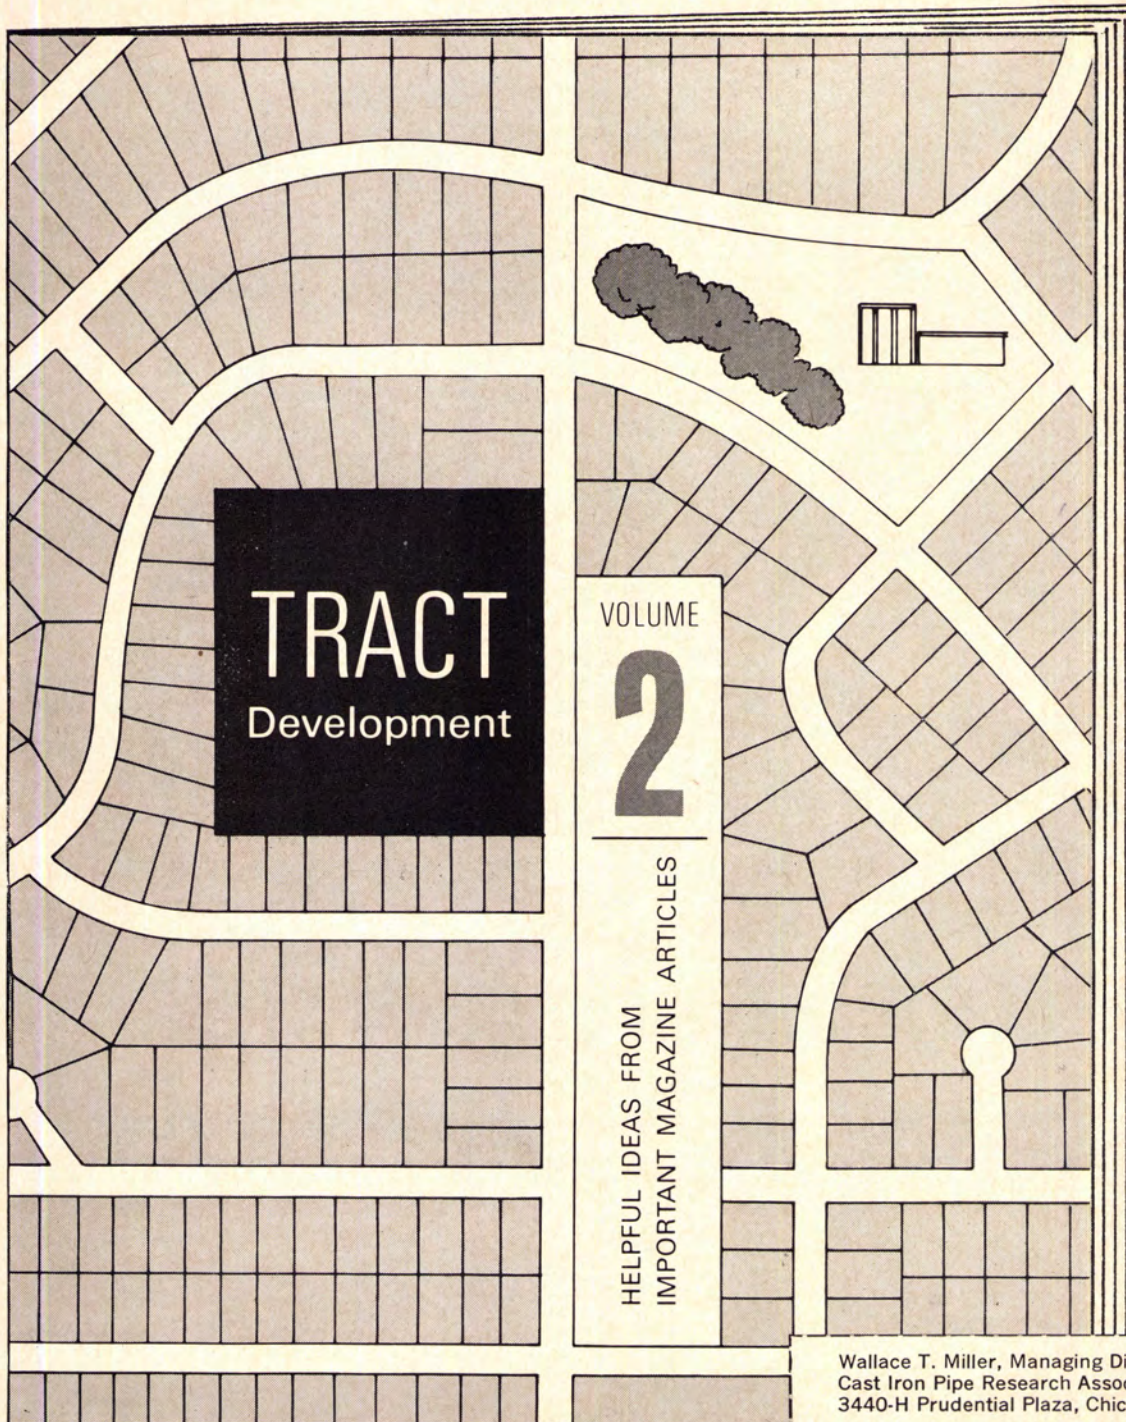 TRACT
Development
VOLUME
2
HELPFUL IDEAS FROM
IMPORTANT MAGAZINE ARTICLES
Wallace T. Miller, Managing Di
Cast Iron Pipe Research Assoc
3440-H Prudential Plaza, Chic